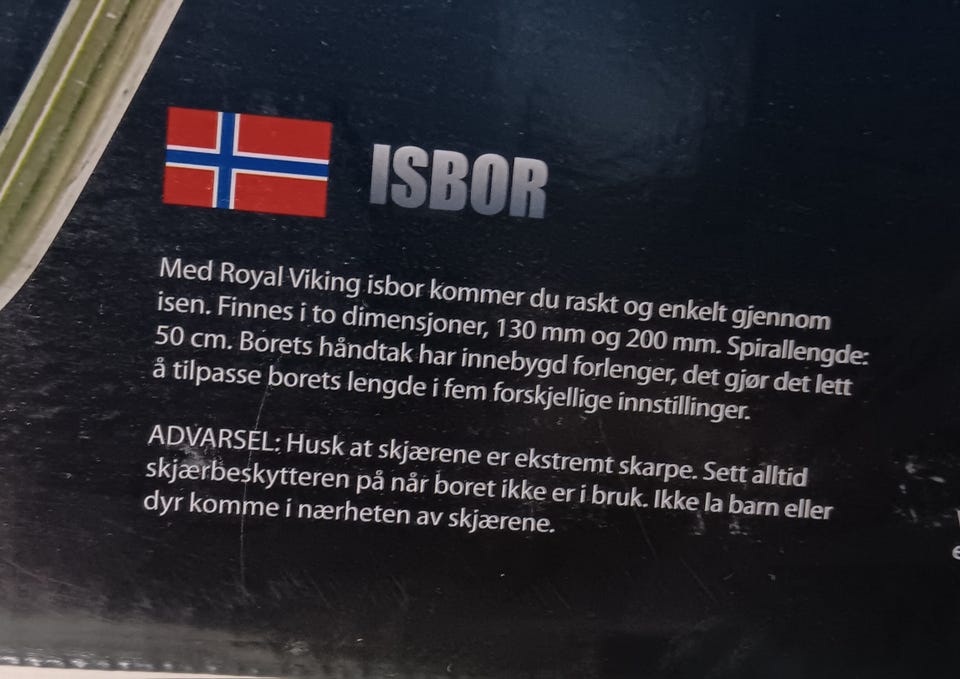 ISBOR
Med Royal Viking isbor kommer du raskt og enkelt gjennom
isen. Finnes i to dimensjoner, 130 mm og 200 mm. Spirallengde:
50 cm. Borets håndtak har innebygd forlenger, det gjør det lett
å tilpasse borets lengde i fem forskjellige innstillinger.
ADVARSEL: Husk at skjærene er ekstremt skarpe. Sett alltid
skjærbeskytteren på når boret ikke er i bruk. Ikke la barn eller
dyr komme i nærheten av skjærene.